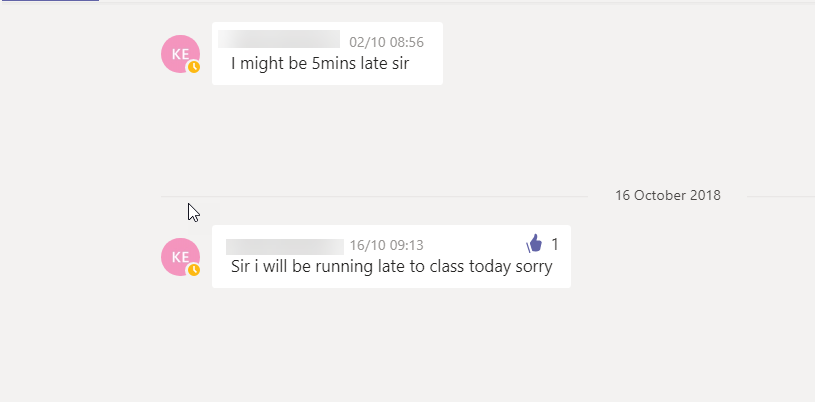 KE
02/10 08:56
I might be 5mins late sir
16 October 2018
KE
16/10 09:13
1
Sir i will be running late to class today sorry